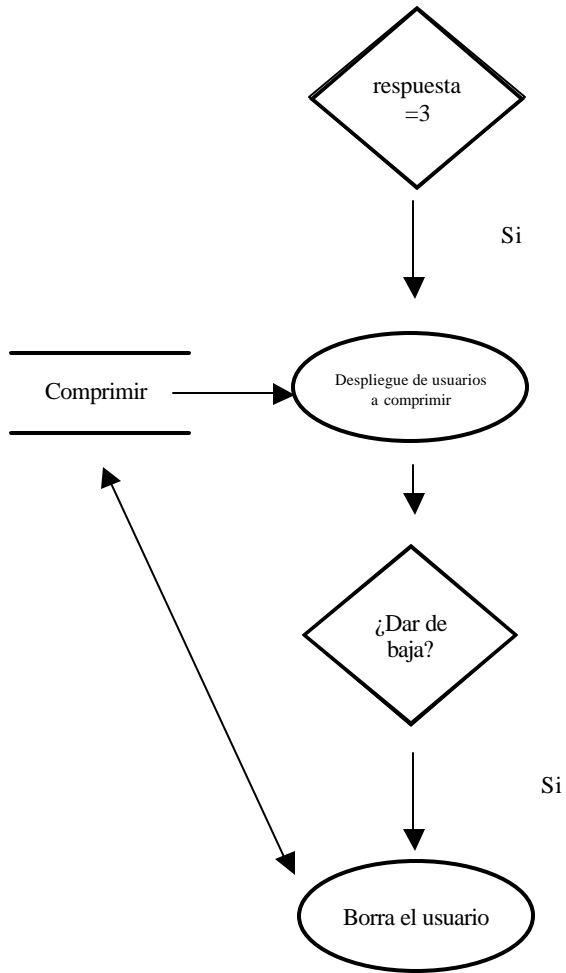 respuesta
=3
Si
Despliegue de usuarios
a comprimir
Comprimir
¿Dar de
baja?
Si
Borra el usuario